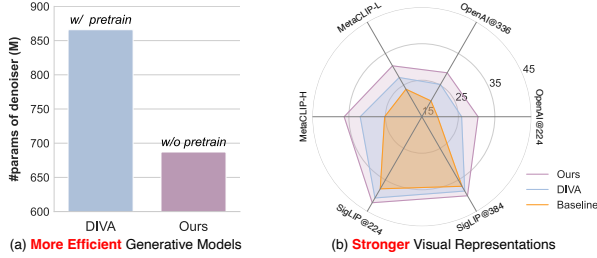 #params of denoiser (M)
900
850
800
750
700
650
600
w/ pretrain
w/o pretrain
DIVA
Ours
(a) More Efficient Generative Models
MetaCLIP-L
OpenAI@336
MetaCLIP-H
OpenAI@224
SigLIP@224
SigLIP@384
15
25
35
45
Ours
DIVA
Baseline
(b) Stronger Visual Representations